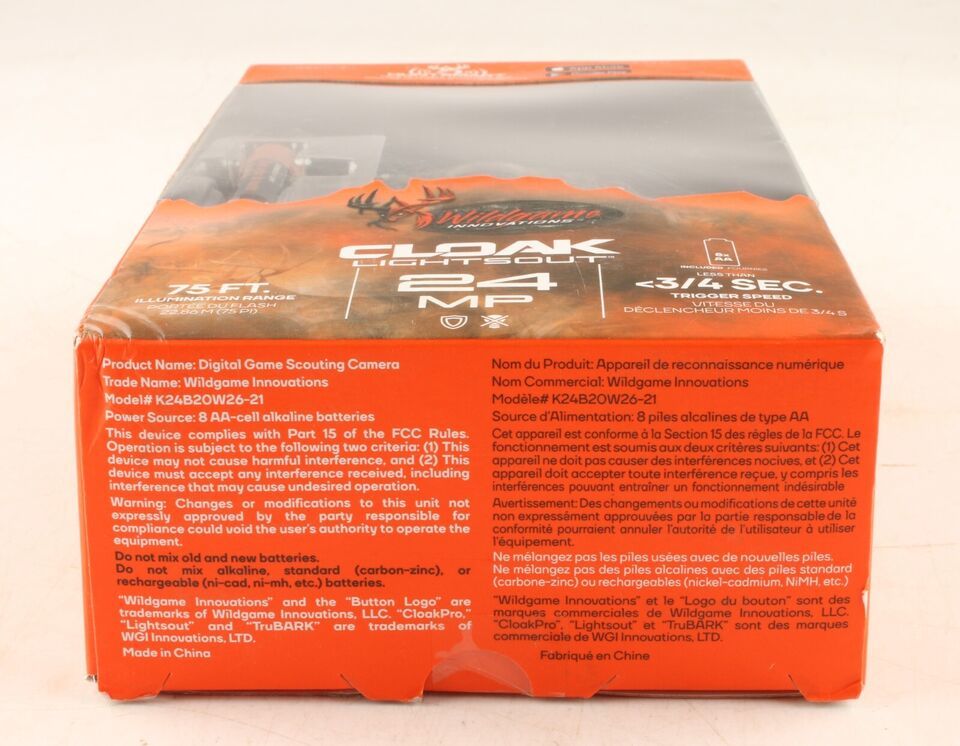 Wildgame
INNOVATIONS
CLOAK
LIGHTSOUT™
24
MP
75 FT.
ILLUMINATION RANGE
PORTÉE DU FLASH
22.86 M (75 PI)
8x
AA
INCLUDED FOURNIES
LESS THAN
<3/4 SEC.
TRIGGER SPEED
VITESSE DU
DÉCLENCHEUR MOINS DE 3/4 S
Product Name: Digital Game Scouting Camera
Trade Name: Wildgame Innovations
Model# K24B20W26-21
Power Source: 8 AA-cell alkaline batteries
This device complies with Part 15 of the FCC Rules.
Operation is subject to the following two criteria: (1) This
device may not cause harmful interference, and (2) This
device must accept any interference received, including
interference that may cause undesired operation.
Warning: Changes or modifications to this unit not
expressly approved by the party responsible for
compliance could void the user's authority to operate the
equipment.
Do not mix old and new batteries.
Do not mix alkaline, standard (carbon-zinc), or
rechargeable (ni-cad, ni-mh, etc.) batteries.
"Wildgame Innovations" and the "Button Logo" are
trademarks of Wildgame Innovations, LLC. "CloakPro,"
"Lightsout" and "TruBARK" are trademarks of
WGI Innovations, LTD.
Made in China
Nom du Produit: Appareil de reconnaissance numérique
Nom Commercial: Wildgame Innovations
Modèle# K24B20W26-21
Source d'Alimentation: 8 piles alcalines de type AA
Cet appareil est conforme à la Section 15 des règles de la FCC. Le
fonctionnement est soumis aux deux critères suivants: (1) Cet
appareil ne doit pas causer des interférences nocives, et (2) Cet
appareil doit accepter toute interférence reçue, y compris les
interférences pouvant entraîner un fonctionnement indésirable
Avertissement: Des changements ou modifications de cette unité
non expressément approuvées par la partie responsable de la
conformité pourraient annuler l'autorité de l'utilisateur à utiliser
l'équipement.
Ne mélangez pas les piles usées avec de nouvelles piles.
Ne mélangez pas des piles alcalines avec des piles standard
(carbone-zinc) ou rechargeables (nickel-cadmium, NiMH, etc.)
"Wildgame Innovations" et le "Logo du bouton" sont des
marques commerciales de Wildgame Innovations, LLC.
"CloakPro", "Lightsout" et "TruBARK" sont des marques
commerciale de WGI Innovations, LTD.
Fabriqué en Chine